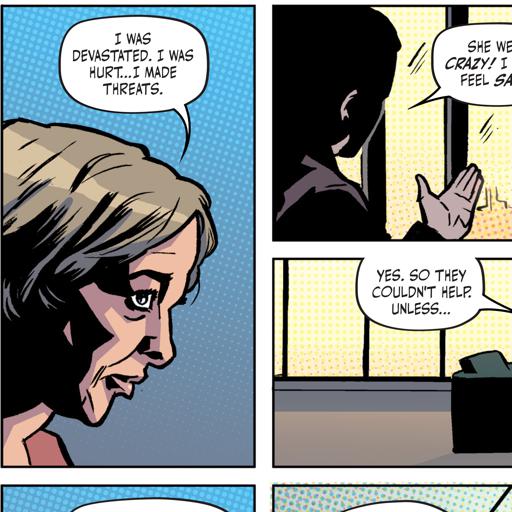 I WAS
DEVASTATED. I WAS
HURT...I MADE
THREATS.
SHE WE
CRAZY! I
FEEL SA
YES. SO THEY
COULDN'T HELP.
UNLESS...